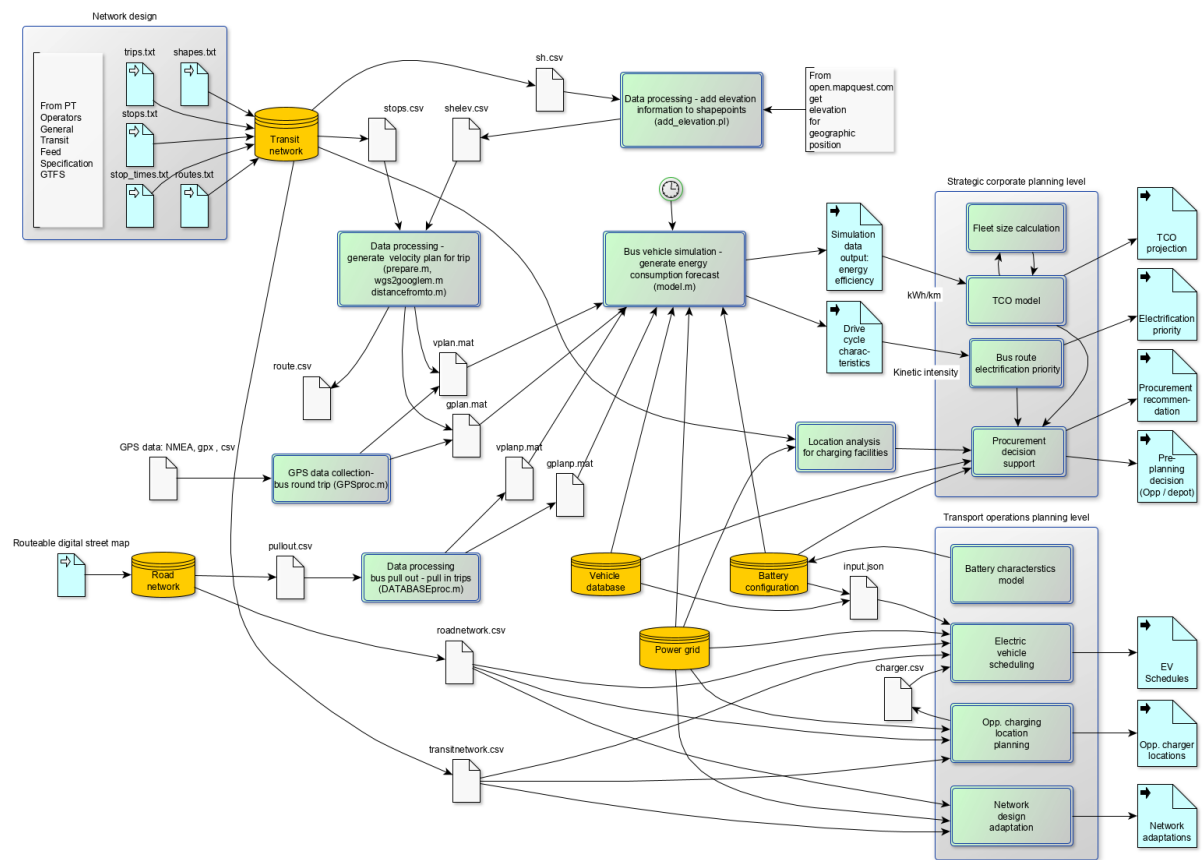 Network design
trips.txt
shapes.txt
From PT
Operators
General
Transit
Feed
Specification
GTFS
stops.txt
stop_times.txt
routes.txt
Transit
network
sh.csv
stops.csv
shelev.csv
Data processing - add elevation
information to shapepoints
(add_elevation.pl)
From
open.mapquest.com
get
elevation
for
geographic
position
Data processing -
generate  velocity plan for trip
(prepare.m,
wgs2googlem.m
distancefromto.m)
Bus vehicle simulation -
generate energy
consumption forecast
(model.m)
Simulation
data
output:
energy
efficiency
Drive
cycle
charac-
teristics
kWh/km
Kinetic intensity
Strategic corporate planning level
Fleet size calculation
TCO model
Bus route
electrification priority
Procurement
decision
support
TCO
projection
Electrification
priority
Procurement
recommen-
dation
Pre-
planning
decision
(Opp / depot)
route.csv
vplan.mat
gplan.mat
GPS data: NMEA, gpx , csv
GPS data collection-
bus round trip (GPSproc.m)
vplanp.mat
gplanp.mat
Location analysis
for charging facilities
Routeable digital street map
Road
network
pullout.csv
Data processing
bus pull out - pull in trips
(DATABASEproc.m)
Vehicle
database
Battery
configuration
input.json
Power grid
roadnetwork.csv
charger.csv
transitnetwork.csv
Transport operations planning level
Battery characterstics
model
Electric
vehicle
scheduling
Opp. charging
location
planning
Network
design
adaptation
EV
Schedules
Opp. charger
locations
Network
adaptations